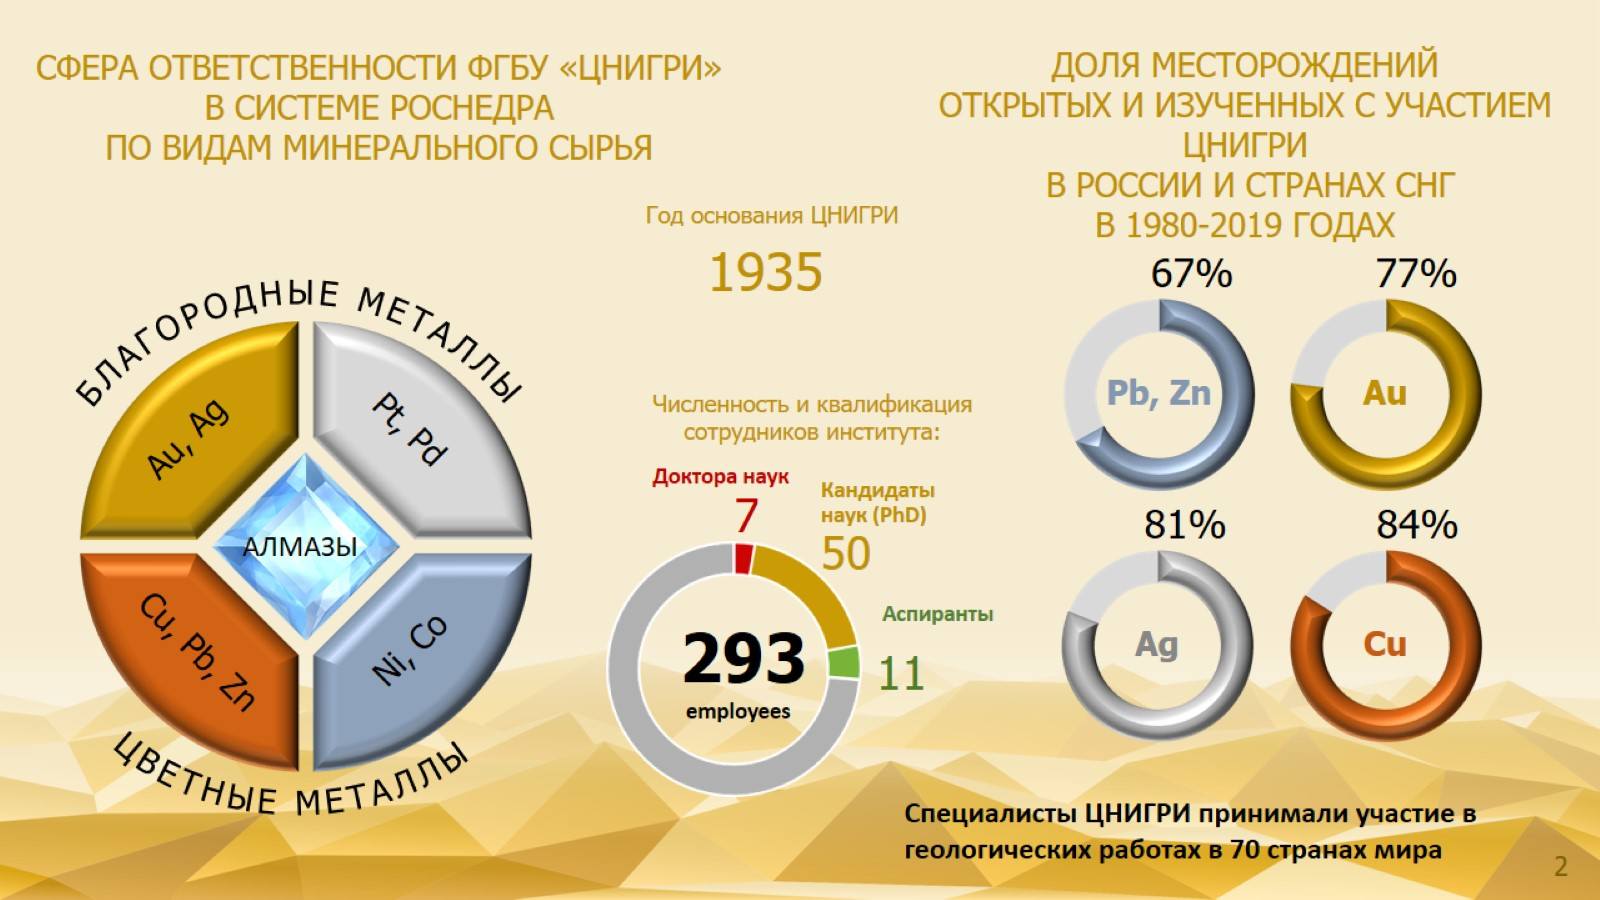 СФЕРА ОТВЕТСТВЕННОСТИ ФГБУ «ЦНИГРИ»
В СИСТЕМЕ РОСНЕДРА
ПО ВИДАМ МИНЕРАЛЬНОГО СЫРЬЯ
БЛАГОРОДНЫЕ МЕТАЛЛЫ
Au, Ag
Pt, Pd
АЛМАЗЫ
Cu, Pb, Zn
Ni, Co
ЦВЕТНЫЕ МЕТАЛЛЫ
Год основания ЦНИГРИ
1935
Численность и квалификация
сотрудников института:
Доктора наук
7
Кандидаты
наук (PhD)
50
Аспиранты
11
293
employees
ДОЛЯ МЕСТОРОЖДЕНИЙ
ОТКРЫТЫХ И ИЗУЧЕННЫХ С УЧАСТИЕМ
ЦНИГРИ
В РОССИИ И СТРАНАХ СНГ
В 1980-2019 ГОДАХ
67%
Pb, Zn
77%
Au
81%
Ag
84%
Cu
Специалисты ЦНИГРИ принимали участие в
геологических работах в 70 странах мира
2